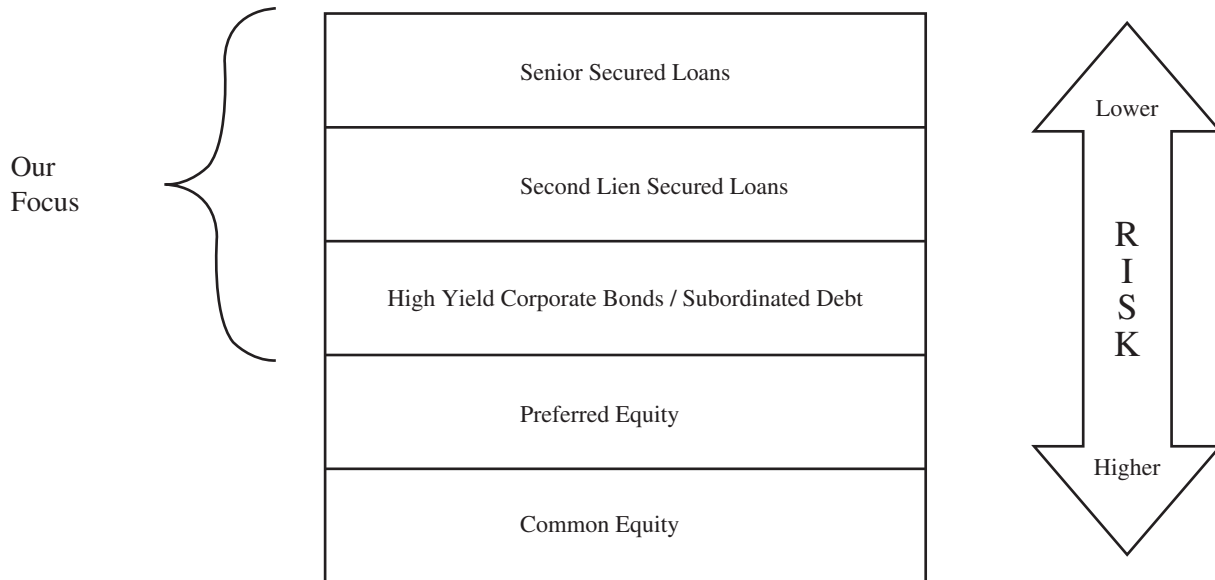 Our
Focus
Senior Secured Loans
Second Lien Secured Loans
High Yield Corporate Bonds / Subordinated Debt
Preferred Equity
Common Equity
Lower
R
I
S
K
Higher